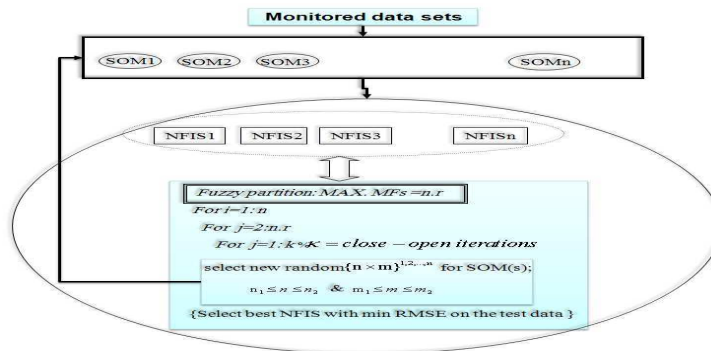 Monitored data sets
SOM1 SOM2 SOM3 SOMn
NFIS1 NFIS2 NFIS3 NFISn
Fuzzy partition: MAX. MFs =n.r
For i=1: n
For j=2:n.r
For j=1: k %K = close – open iterations
select new random{n × m}^{1,2,...,n} for SOM(s);
n₁ ≤ n ≤ n₂ & m₁ ≤ m ≤ m₂
{Select best NFIS with min RMSE on the test data }